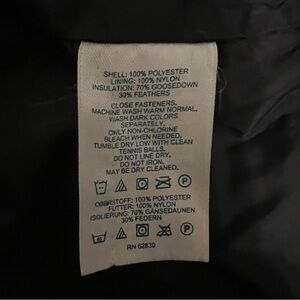 SHELL: 100% POLYESTER
LINING: 100% NYLON
INSULATION: 70% GOOSEDOWN
30% FEATHERS
CLOSE FASTENERS.
MACHINE WASH WARM NORMAL.
WASH DARK COLORS
SEPARATELY.
ONLY NON-CHLORINE
BLEACH WHEN NEEDED.
TUMBLE DRY LOW WITH CLEAN
TENNIS BALLS.
DO NOT LINE DRY.
DO NOT IRON.
MAY BE DRY CLEANED.
OBERSTOFF: 100% POLYESTER
FUTTER: 100% NYLON
ISOLIERUNG: 70% GÄNSEDAUNEN
30% FEDERN
RN 62830